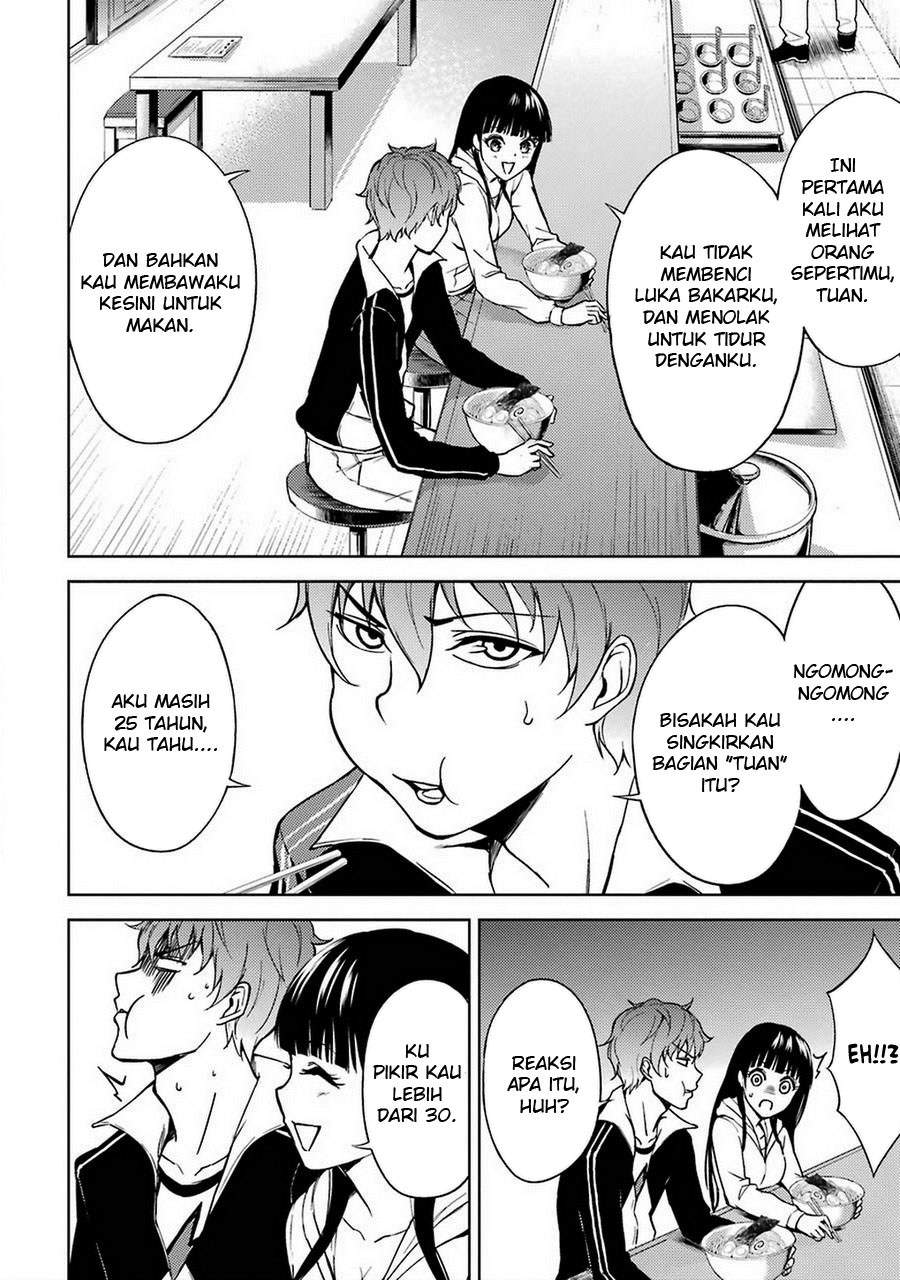 INI
PERTAMA
KALI AKU
MELIHAT
ORANG
SEPERTIMU,
TUAN.
KAU TIDAK
MEMBENCI
LUKA BAKARKU,
DAN MENOLAK
UNTUK TIDUR
DENGANKU.
DAN BAHKAN
KAU MEMBAWAKU
KESINI UNTUK
MAKAN.
NGOMONG-
NGOMONG
....
BISAKAH KAU
SINGKIRKAN
BAGIAN "TUAN"
ITU?
AKU MASIH
25 TAHUN,
KAU TAHU....
EH!!?
REAKSI
APA ITU,
HUH?
KU
PIKIR KAU
LEBIH
DARI 30.